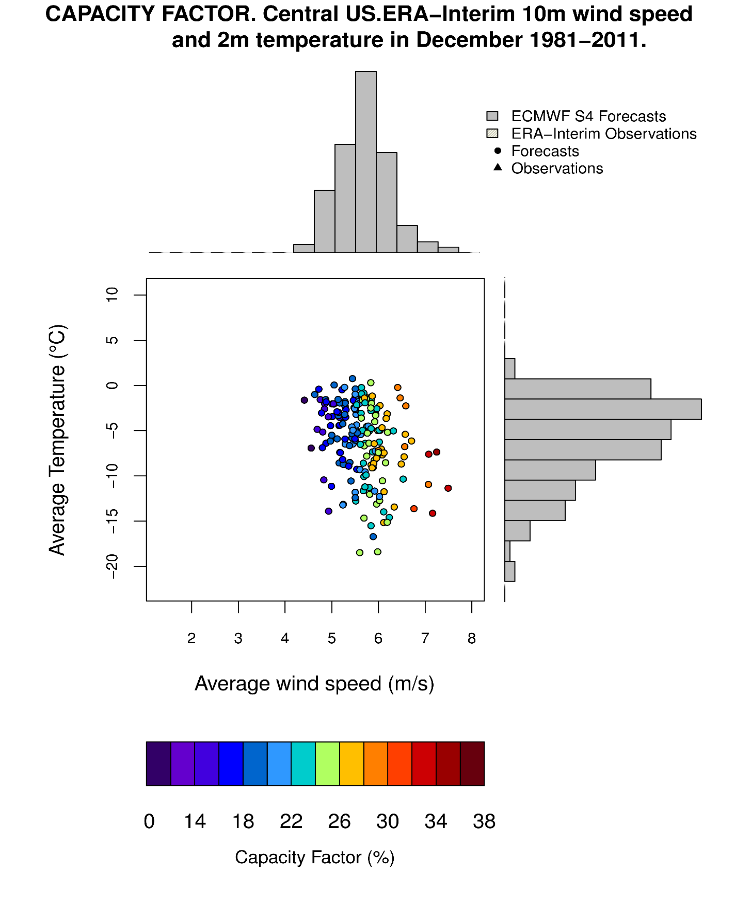 CAPACITY FACTOR. Central US.ERA−Interim 10m wind speed
and 2m temperature in December 1981−2011.
ECMWF S4 Forecasts
ERA−Interim Observations
Forecasts
Observations
10
5
0
−5
−10
−15
−20
Average Temperature (°C)
2 3 4 5 6 7 8
Average wind speed (m/s)
0 14 18 22 26 30 34 38
Capacity Factor (%)